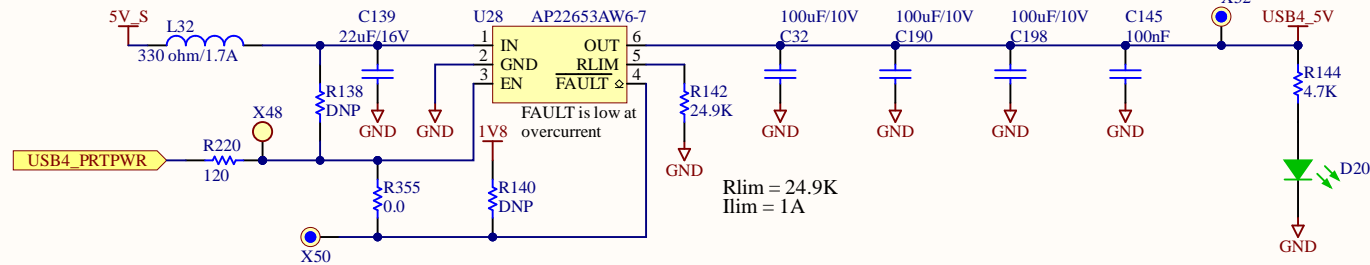 5V_S
L32
330 ohm/1.7A
C139
22uF/16V
U28
AP22653AW6-7
1
IN
2
GND
3
EN
OUT
6
RLIM
5
FAULT
4
FAULT is low at
overcurrent
100uF/10V
C32
100uF/10V
C190
100uF/10V
C198
C145
100nF
X52
USB4_5V
R144
4.7K
D20
GND
GND
GND
GND
GND
GND
GND
GND
R138
DNP
X48
USB4_PRTPWR
R220
120
R355
0.0
1V8
R140
DNP
R142
24.9K
Rlim = 24.9K
Ilim = 1A
X50